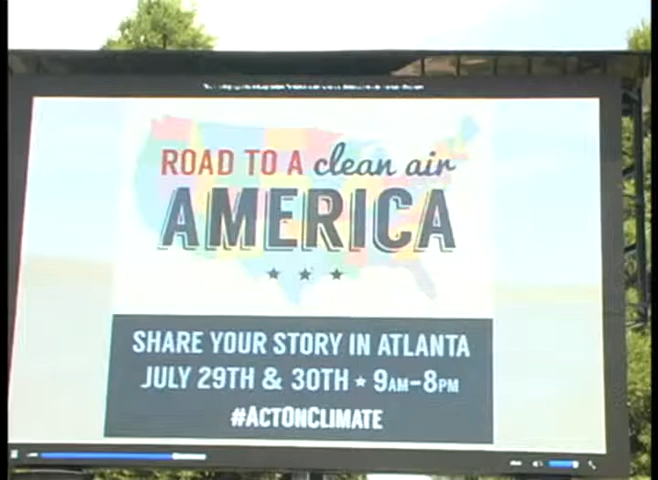 ROAD TO A clean air
AMERICA
SHARE YOUR STORY IN ATLANTA
JULY 29TH & 30TH ★ 9AM-8PM
#ACTONCLIMATE